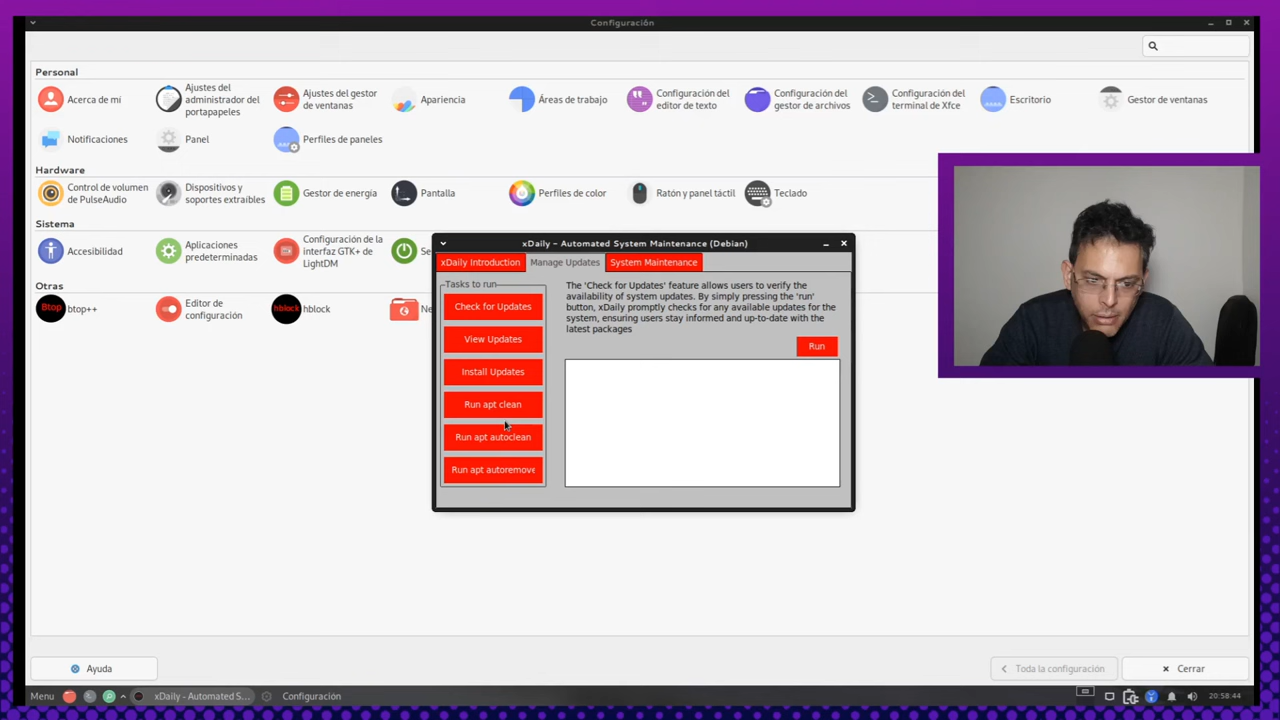 Configuración
Personal
Acerca de mí
Ajustes del
administrador del
portapapeles
Ajustes del gestor
de ventanas
Apariencia
Áreas de trabajo
Configuración del
editor de texto
Configuración del
gestor de archivos
Configuración del
terminal de Xfce
Escritorio
Gestor de ventanas
Notificaciones
Panel
Perfiles de paneles
Hardware
Control de volumen
de PulseAudio
Dispositivos y
soportes extraíbles
Gestor de energía
Pantalla
Perfiles de color
Ratón y panel táctil
Teclado
Sistema
Accesibilidad
Aplicaciones
predeterminadas
Configuración de la
interfaz GTK+ de
LightDM
Se
Otras
Btop
btop++
Editor de
configuración
hblock
hblock
Ne
xDaily - Automated System Maintenance (Debian)
xDaily Introduction
Manage Updates
System Maintenance
Tasks to run
Check for Updates
View Updates
Install Updates
Run apt clean
Run apt autoclean
Run apt autoremove
The 'Check for Updates' feature allows users to verify the
availability of system updates. By simply pressing the 'run'
button, xDaily promptly checks for any available updates for the
system, ensuring users stay informed and up-to-date with the
latest packages
Run
Ayuda
Toda la configuración
Cerrar
Menu
xDaily - Automated S...
Configuración
20:58:44